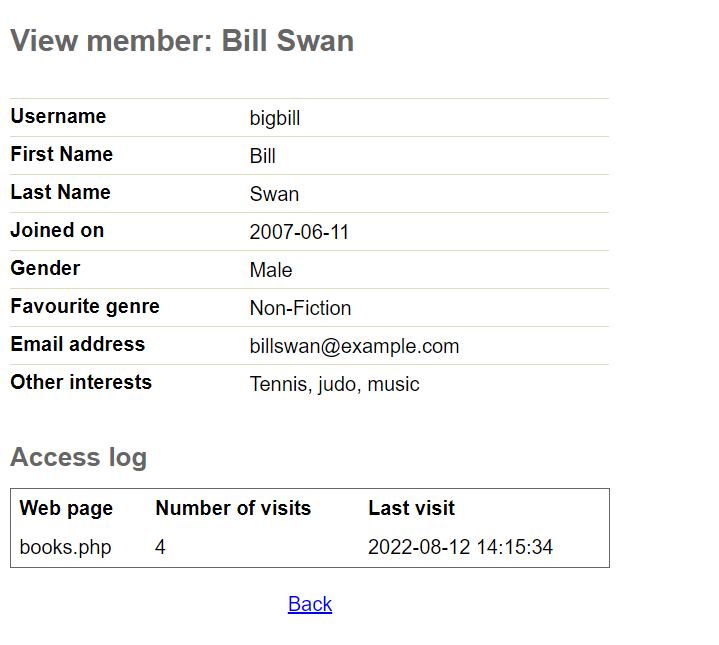 View member: Bill Swan
Username bigbill
First Name Bill
Last Name Swan
Joined on 2007-06-11
Gender Male
Favourite genre Non-Fiction
Email address billswan@example.com
Other interests Tennis, judo, music
Access log
Web page Number of visits Last visit
books.php 4 2022-08-12 14:15:34
Back